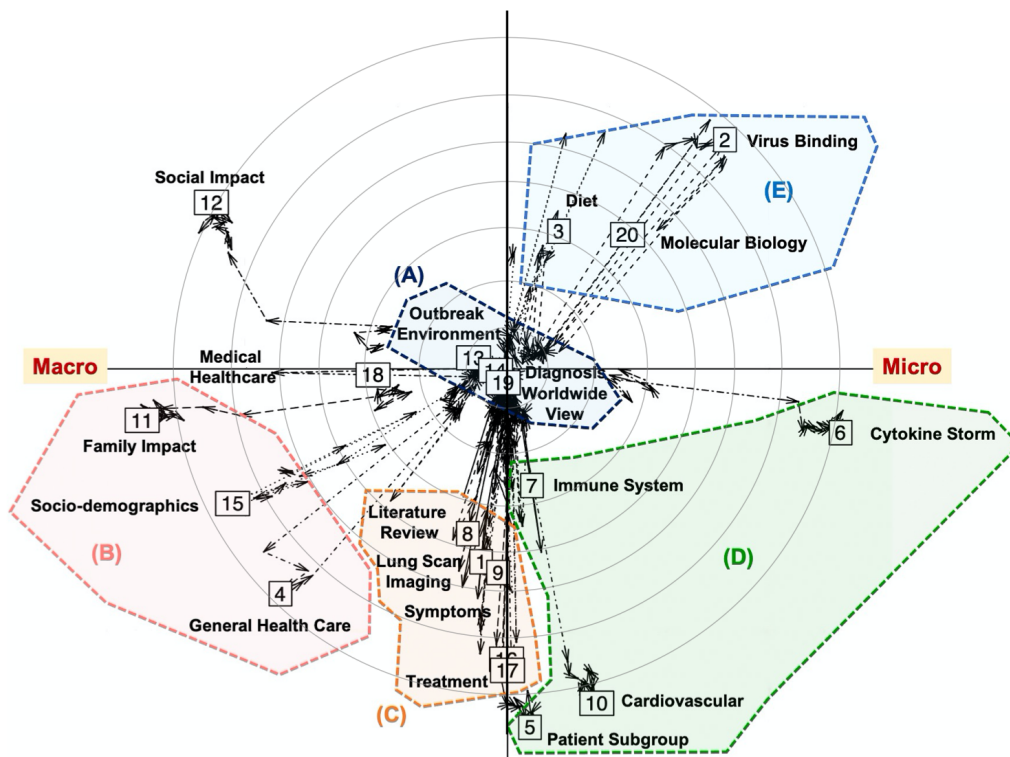 2
Virus Binding
Social Impact
12
(E)
Diet
3
20
Molecular Biology
(A)
Outbreak
Environment
13
14
Macro
Medical
Healthcare
18
19
Diagnosis
Worldwide
View
Micro
11
Family Impact
6
Cytokine Storm
7
Immune System
Socio-demographics
15
Literature
Review
8
(B)
Lung Scan
Imaging
1
9
(D)
4
Symptoms
General Health Care
16
17
Treatment
(C)
10
Cardiovascular
5
Patient Subgroup